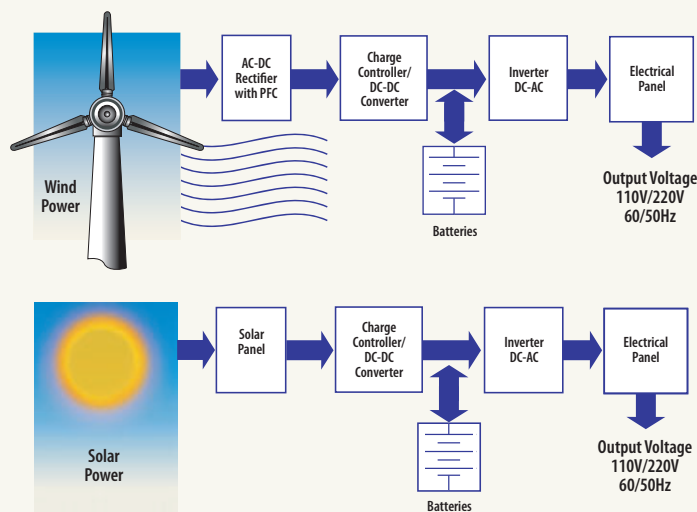 Wind
Power
AC-DC
Rectifier
with PFC
Charge
Controller/
DC-DC
Converter
Inverter
DC-AC
Electrical
Panel
Batteries
Output Voltage
110V/220V
60/50Hz
Solar
Power
Solar
Panel
Charge
Controller/
DC-DC
Converter
Inverter
DC-AC
Electrical
Panel
Batteries
Output Voltage
110V/220V
60/50Hz